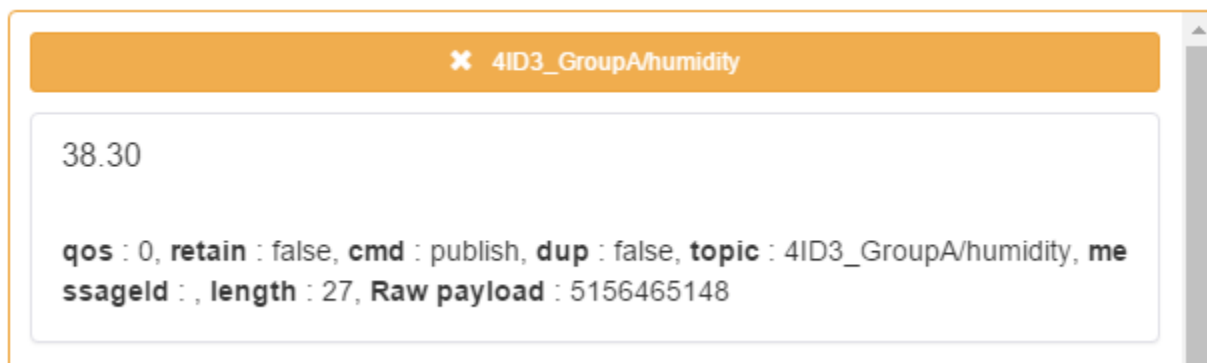 ✖ 4ID3_GroupA/humidity
38.30
qos : 0, retain : false, cmd : publish, dup : false, topic : 4ID3_GroupA/humidity, me
ssageId : , length : 27, Raw payload : 5156465148